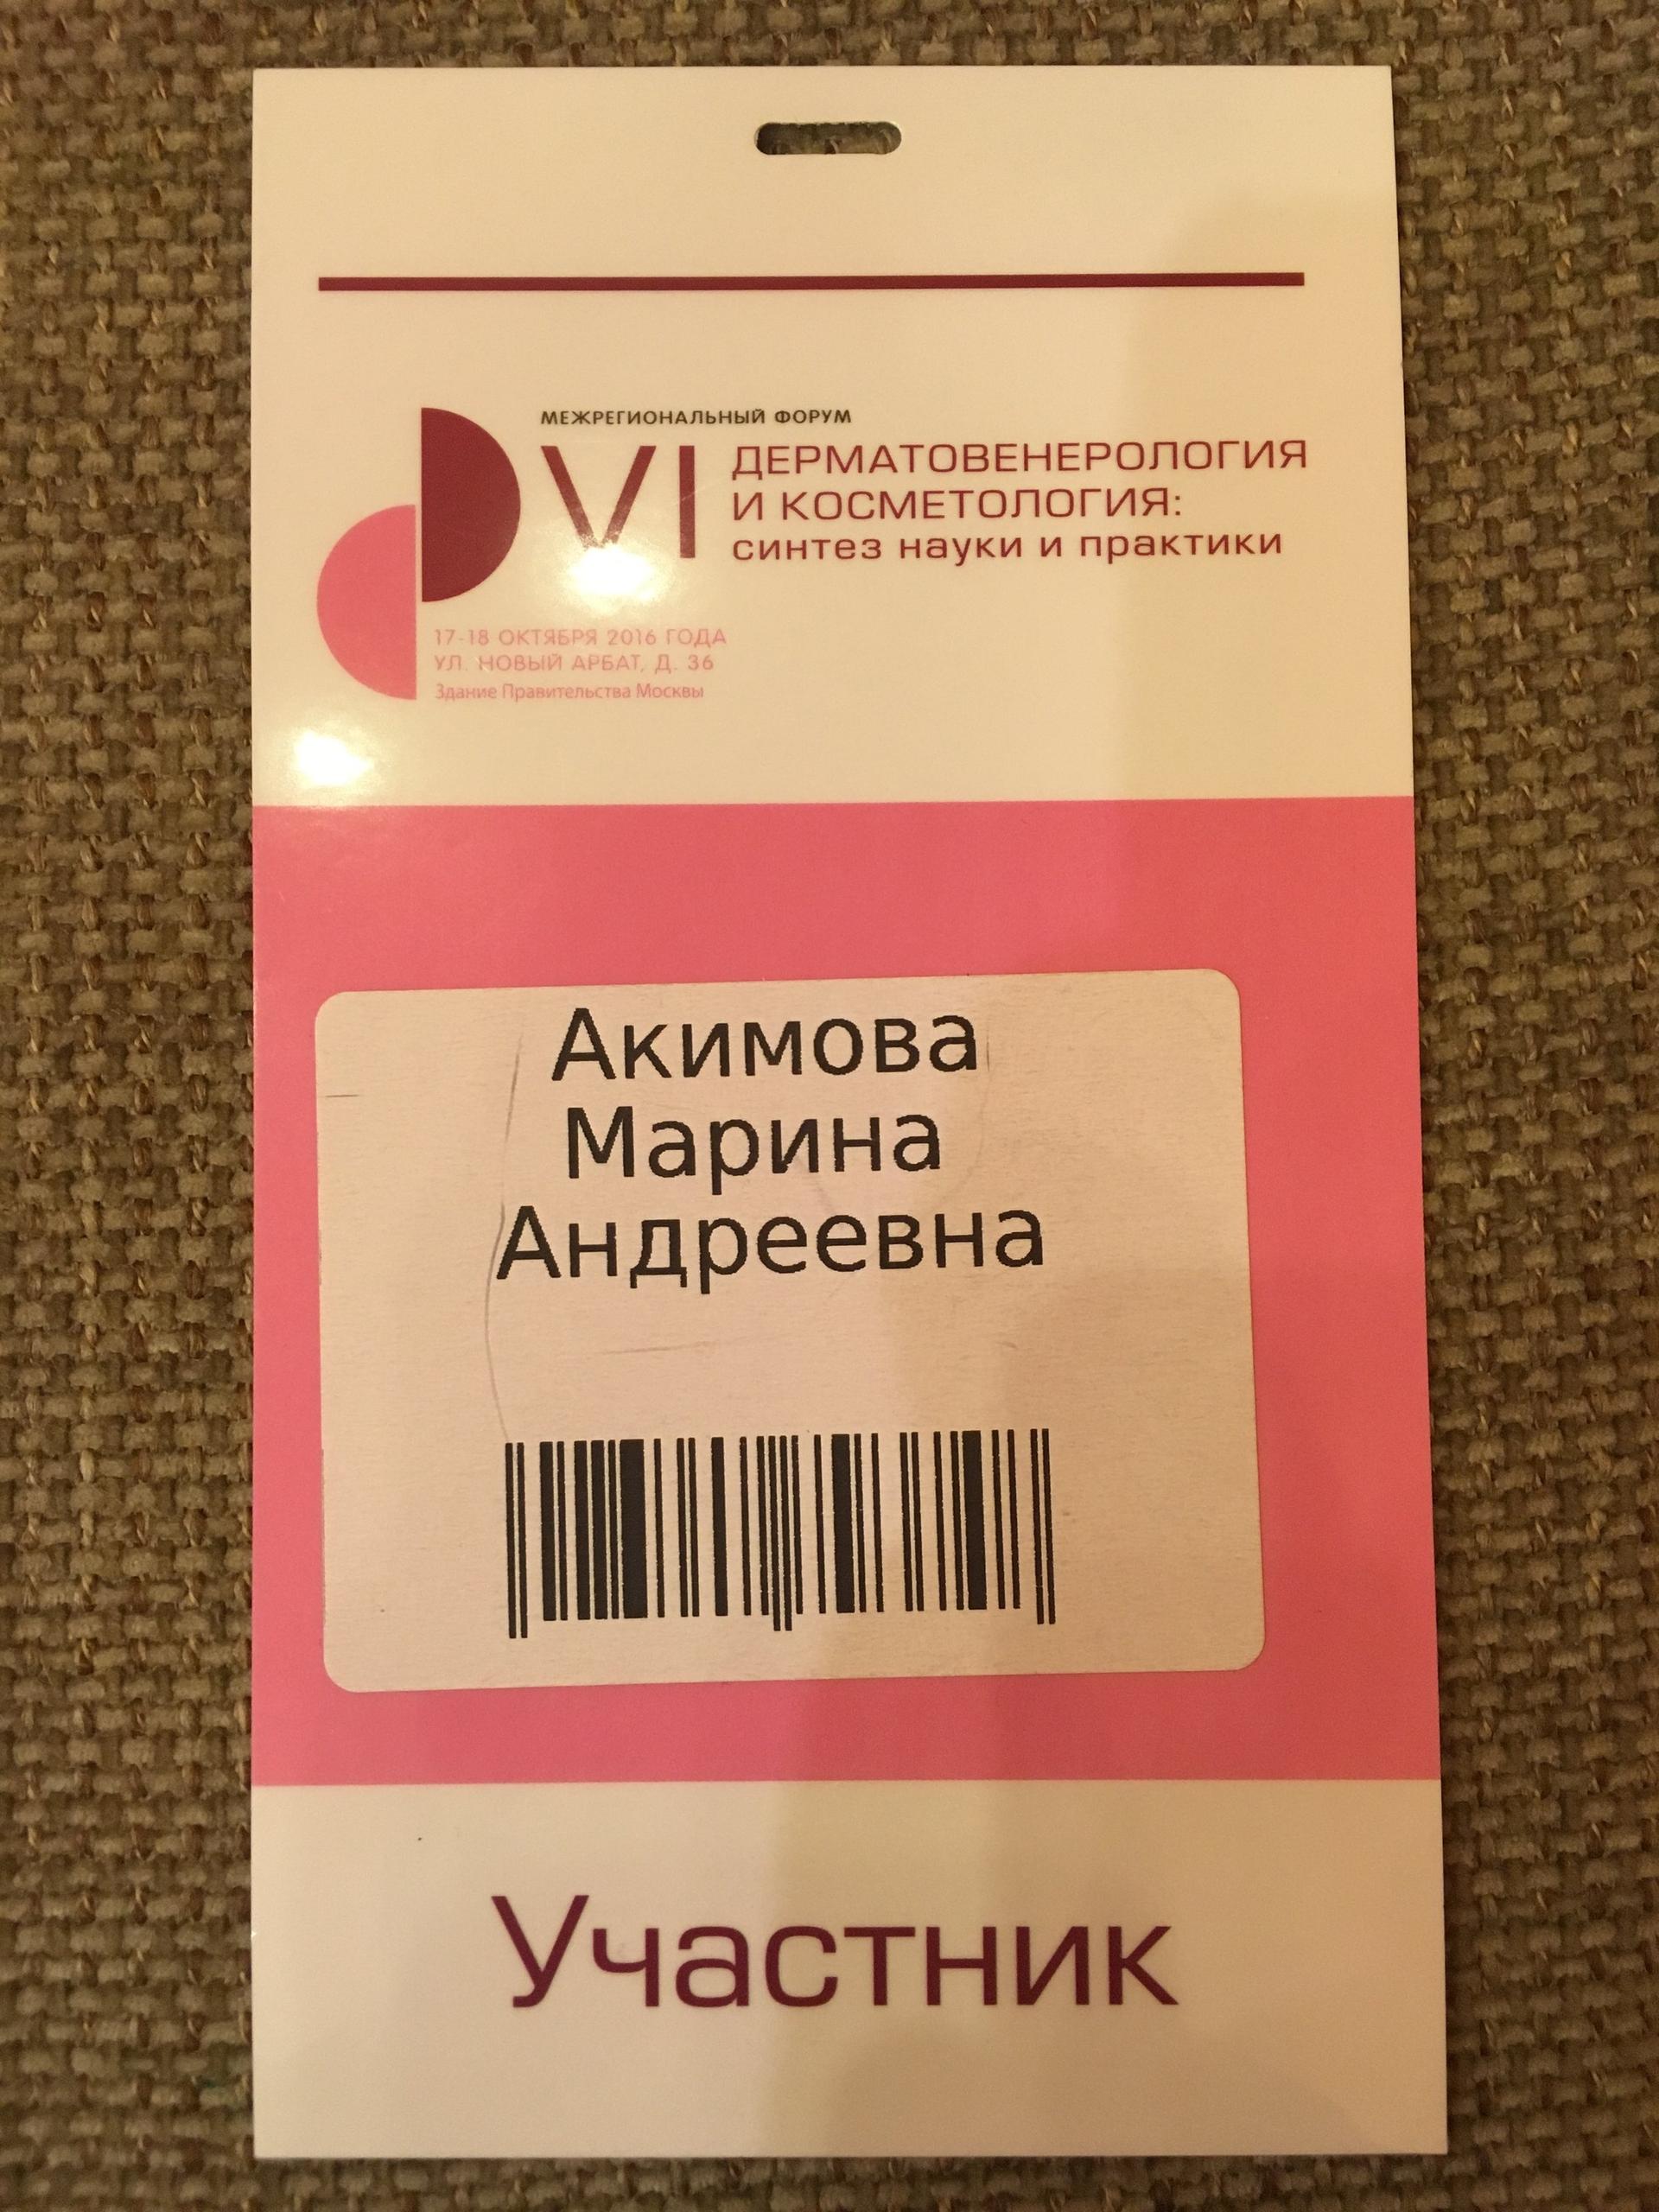 МЕЖРЕГИОНАЛЬНЫЙ ФОРУМ
VI
ДЕРМАТОВЕНЕРОЛОГИЯ
И КОСМЕТОЛОГИЯ:
синтез науки и практики
17-18 ОКТЯБРЯ 2016 ГОДА
УЛ. НОВЫЙ АРБАТ, Д. 36
Здание Правительства Москвы
Акимова
Марина
Андреевна
Участник